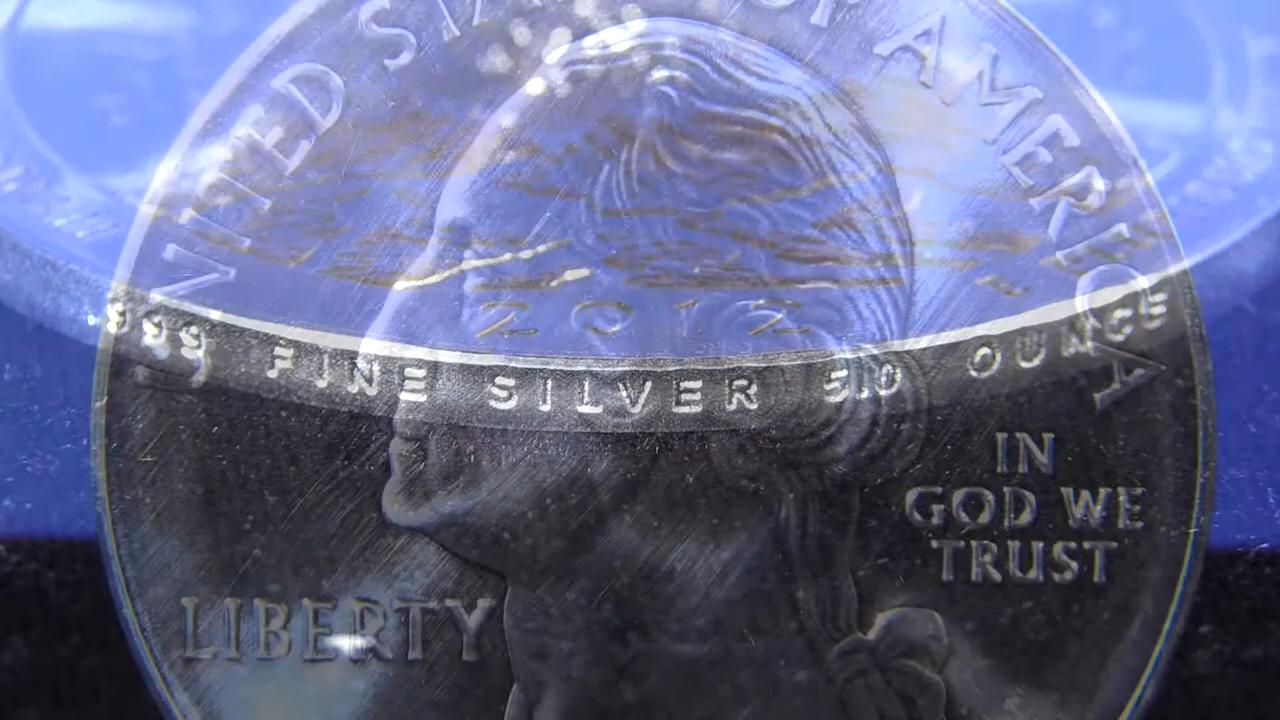 UNITED STATES OF AMERICA
2012
.999 FINE SILVER 5.0 OUNCE
IN
GOD WE
TRUST
LIBERTY